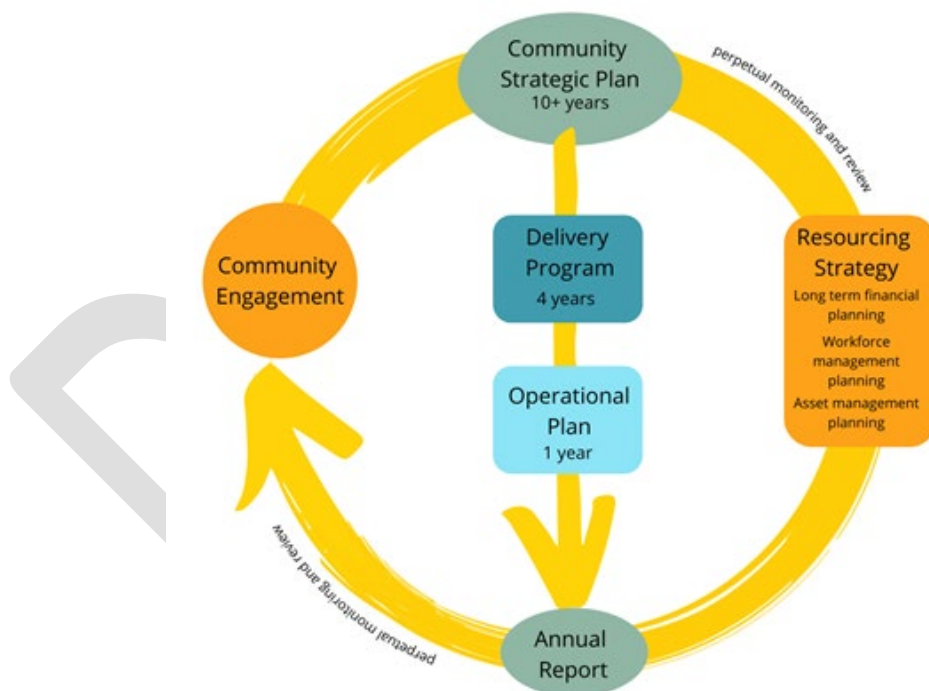 Community
Strategic Plan
10+ years
perpetual monitoring and review
Community
Engagement
Delivery
Program
4 years
Resourcing
Strategy
Long term financial
planning
Workforce
management
planning
Asset management
planning
Operational
Plan
1 year
perpetual monitoring and review
Annual
Report